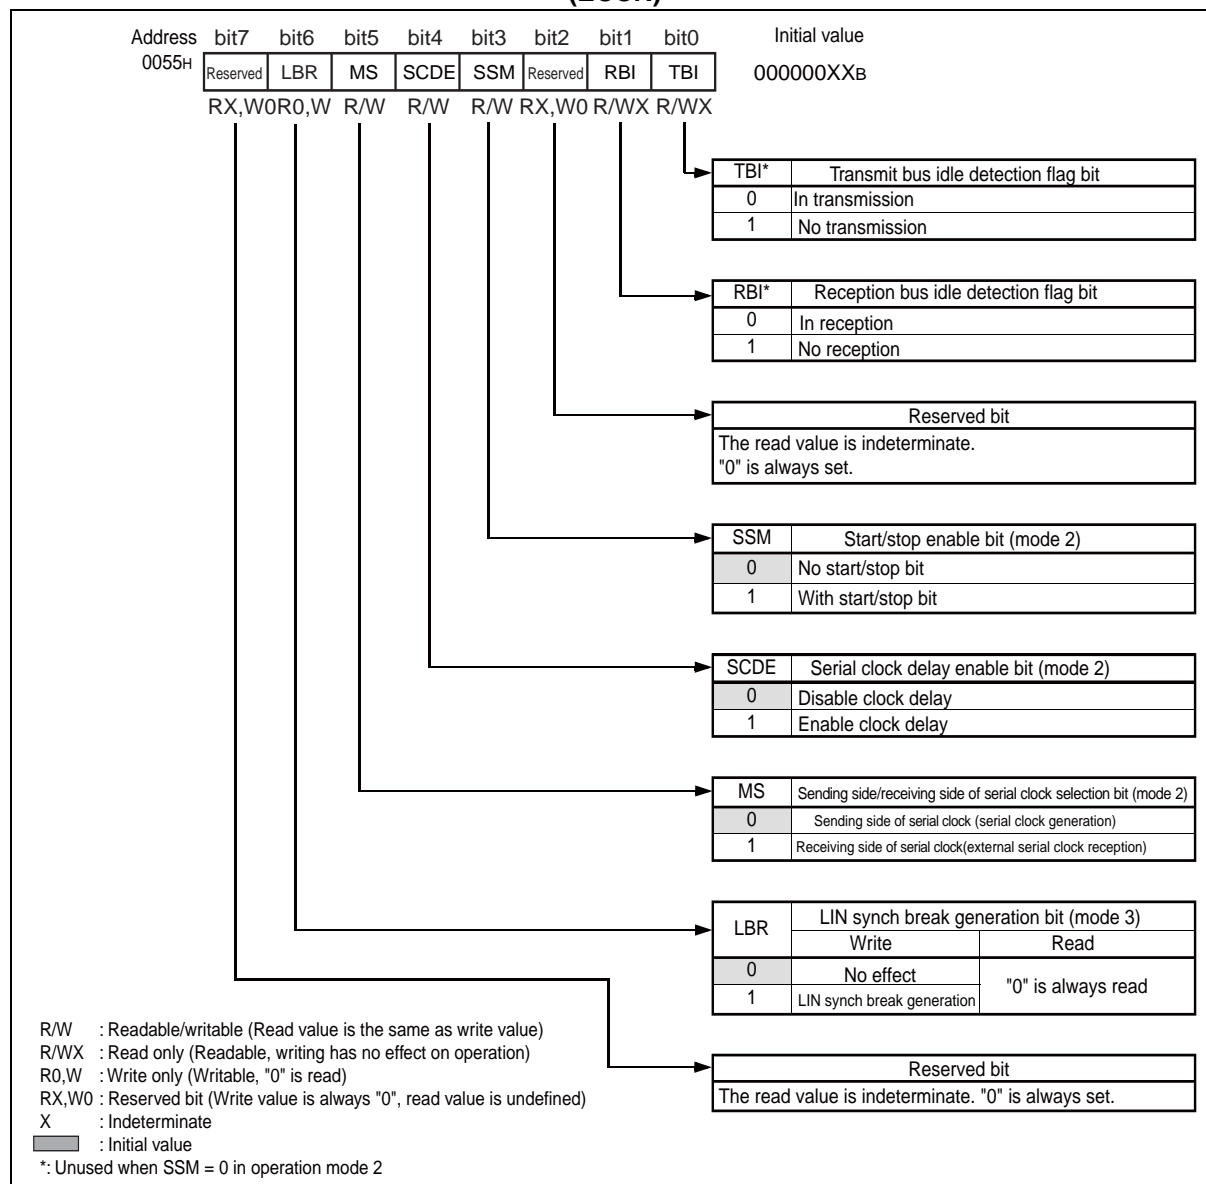 Address bit7 bit6 bit5 bit4 bit3 bit2 bit1 bit0 Initial value
0055H Reserved LBR MS SCDE SSM Reserved RBI TBI 000000XXB
RX,W0 R0,W R/W R/W R/W RX,W0 R/WX R/WX
TBI* Transmit bus idle detection flag bit
0 In transmission
1 No transmission
RBI* Reception bus idle detection flag bit
0 In reception
1 No reception
Reserved bit
The read value is indeterminate.
"0" is always set.
SSM Start/stop enable bit (mode 2)
0 No start/stop bit
1 With start/stop bit
SCDE Serial clock delay enable bit (mode 2)
0 Disable clock delay
1 Enable clock delay
MS Sending side/receiving side of serial clock selection bit (mode 2)
0 Sending side of serial clock (serial clock generation)
1 Receiving side of serial clock(external serial clock reception)
LBR LIN synch break generation bit (mode 3)
Write Read
0 No effect "0" is always read
1 LIN synch break generation
Reserved bit
The read value is indeterminate. "0" is always set.
R/W : Readable/writable (Read value is the same as write value)
R/WX : Read only (Readable, writing has no effect on operation)
R0,W : Write only (Writable, "0" is read)
RX,W0 : Reserved bit (Write value is always "0", read value is undefined)
X : Indeterminate
: Initial value
*: Unused when SSM = 0 in operation mode 2